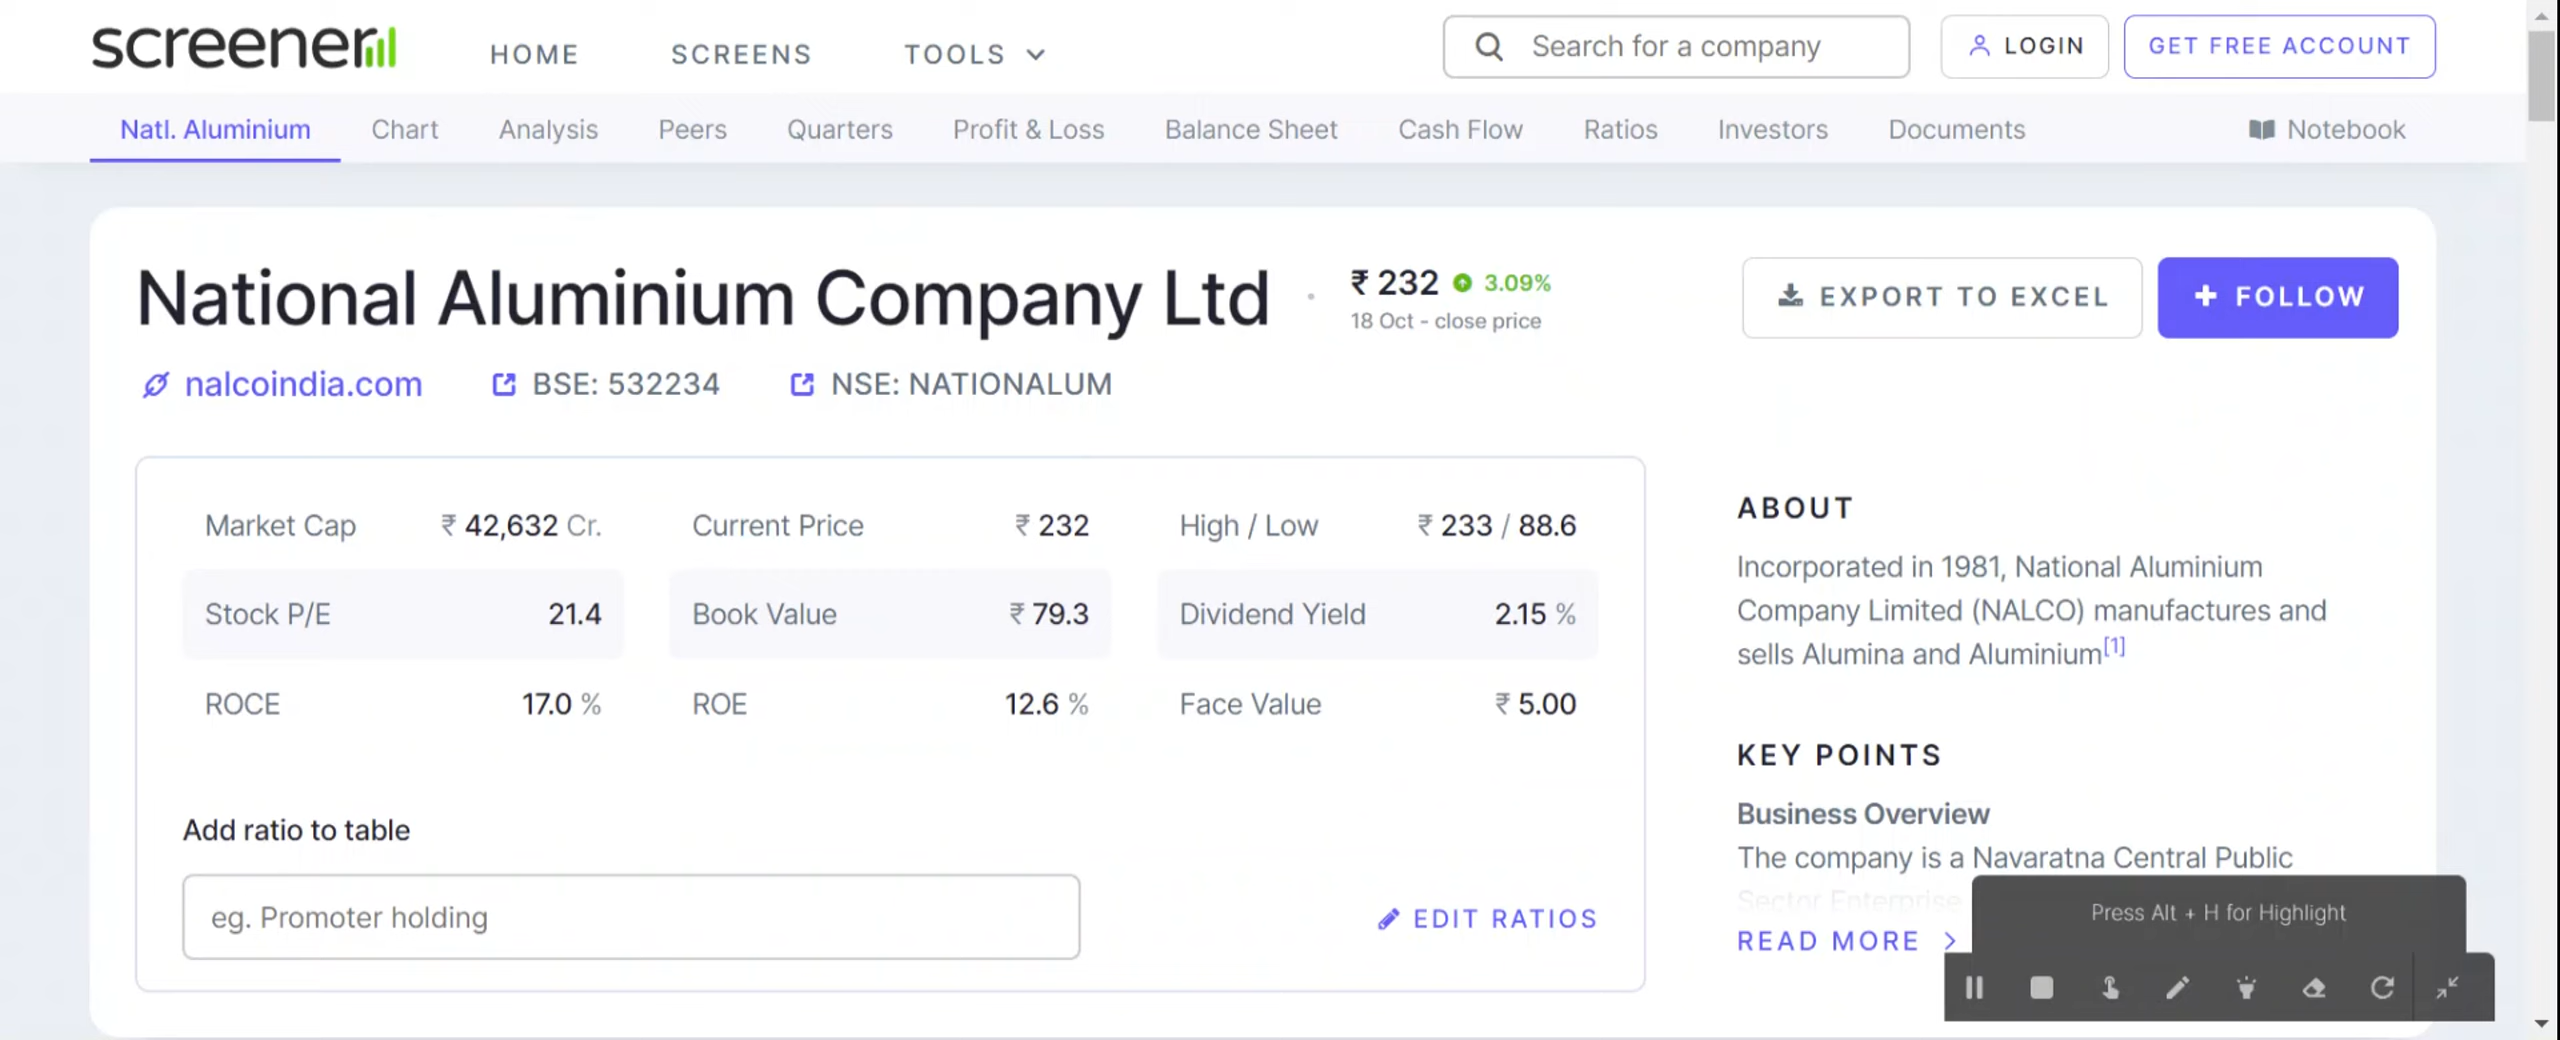 screener
HOME SCREENS TOOLS
Search for a company
LOGIN
GET FREE ACCOUNT
Natl. Aluminium Chart Analysis Peers Quarters Profit & Loss Balance Sheet Cash Flow Ratios Investors Documents Notebook
National Aluminium Company Ltd
₹ 232 3.09%
18 Oct - close price
EXPORT TO EXCEL
+ FOLLOW
nalcoindia.com BSE: 532234 NSE: NATIONALUM
Market Cap ₹ 42,632 Cr. Current Price ₹ 232 High / Low ₹ 233 / 88.6
Stock P/E 21.4 Book Value ₹ 79.3 Dividend Yield 2.15 %
ROCE 17.0 % ROE 12.6 % Face Value ₹ 5.00
Add ratio to table
eg. Promoter holding
EDIT RATIOS
ABOUT
Incorporated in 1981, National Aluminium
Company Limited (NALCO) manufactures and
sells Alumina and Aluminium[1]
KEY POINTS
Business Overview
The company is a Navaratna Central Public
Sector Enterprise
READ MORE
Press Alt + H for Highlight